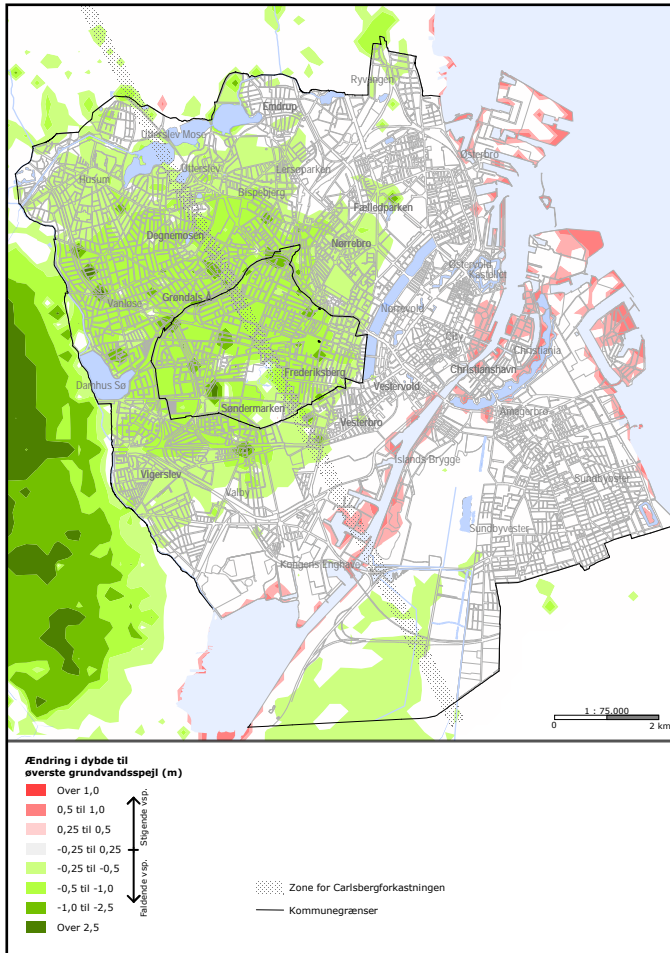 Ryvangen
Emdrup
Utterslev Mose
Østerbro
Utterslev
Lersøparken
Husum
Bispebjerg
Fælledparken
Degnemosen
Nørrebro
Østervold
Kastellet
Grøndals Å
Vanløse
Nørrevold
City
Christiania
Damhus Sø
Frederiksberg
Christianshavn
Vestervold
Søndermarken
Amagerbro
Vesterbro
Islands Brygge
Vigerslev
Valby
Sundbyøster
Sundbyvester
Kongens Enghave
1 : 75.000
0 2 km
Ændring i dybde til
øverste grundvandsspejl (m)
Over 1,0
0,5 til 1,0
0,25 til 0,5
-0,25 til 0,25
-0,25 til -0,5
-0,5 til -1,0
-1,0 til -2,5
Over 2,5
Stigende vsp.
Faldende vsp.
Zone for Carlsbergforkastningen
Kommunegrænser